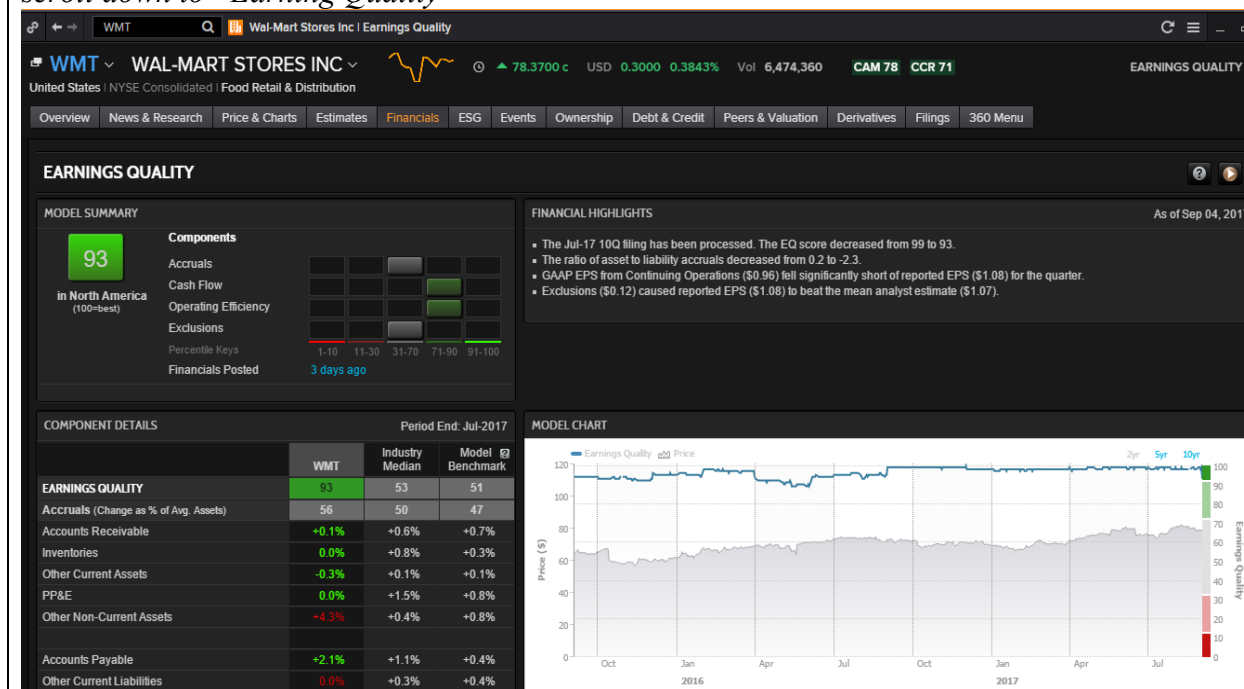 scroll down to "Earning Quality"
WMT Wal-Mart Stores Inc | Earnings Quality
WMT WAL-MART STORES INC 78.3700 c USD 0.3000 0.3843% Vol 6,474,360 CAM 78 CCR 71 EARNINGS QUALITY
United States | NYSE Consolidated | Food Retail & Distribution
Overview News & Research Price & Charts Estimates Financials ESG Events Ownership Debt & Credit Peers & Valuation Derivatives Filings 360 Menu
EARNINGS QUALITY
MODEL SUMMARY
93
in North America
(100=best)
Components
Accruals
Cash Flow
Operating Efficiency
Exclusions
Percentile Keys 1-10 11-30 31-70 71-90 91-100
Financials Posted 3 days ago
FINANCIAL HIGHLIGHTS As of Sep 04, 201
The Jul-17 10Q filing has been processed. The EQ score decreased from 99 to 93.
The ratio of asset to liability accruals decreased from 0.2 to -2.3.
GAAP EPS from Continuing Operations ($0.96) fell significantly short of reported EPS ($1.08) for the quarter.
Exclusions ($0.12) caused reported EPS ($1.08) to beat the mean analyst estimate ($1.07).
COMPONENT DETAILS Period End: Jul-2017
WMT Industry Median Model Benchmark
EARNINGS QUALITY 93 53 51
Accruals (Change as % of Avg. Assets) 56 50 47
Accounts Receivable +0.1% +0.6% +0.7%
Inventories 0.0% +0.8% +0.3%
Other Current Assets -0.3% +0.1% +0.1%
PP&E 0.0% +1.5% +0.8%
Other Non-Current Assets +4.3% +0.4% +0.8%
Accounts Payable +2.1% +1.1% +0.4%
Other Current Liabilities 0.0% +0.3% +0.4%
MODEL CHART
Earnings Quality Price 2yr 5yr 10yr
120
100
80
60
40
20
0
Price ($)
100
90
80
70
60
50
40
30
20
10
0
Earnings Quality
Oct Jan Apr Jul Oct Jan Apr Jul
2016 2017